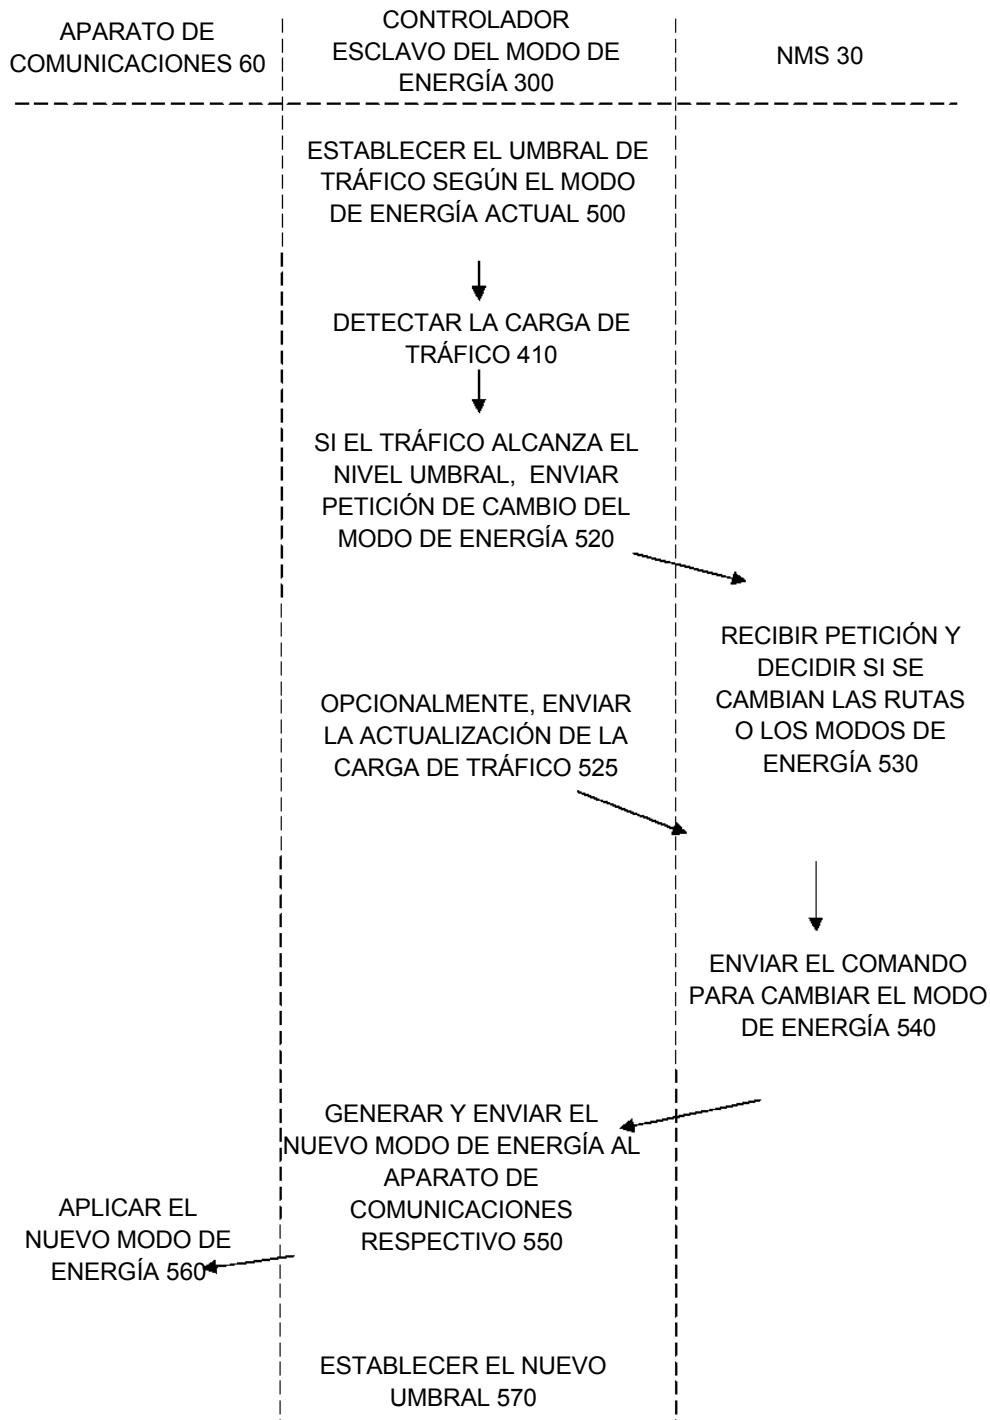 APARATO DE
COMUNICACIONES 60
CONTROLADOR
ESCLAVO DEL MODO DE
ENERGÍA 300
NMS 30
ESTABLECER EL UMBRAL DE
TRÁFICO SEGÚN EL MODO
DE ENERGÍA ACTUAL 500
DETECTAR LA CARGA DE
TRÁFICO 410
SI EL TRÁFICO ALCANZA EL
NIVEL UMBRAL, ENVIAR
PETICIÓN DE CAMBIO DEL
MODO DE ENERGÍA 520
RECIBIR PETICIÓN Y
DECIDIR SI SE
CAMBIAN LAS RUTAS
O LOS MODOS DE
ENERGÍA 530
OPCIONALMENTE, ENVIAR
LA ACTUALIZACIÓN DE LA
CARGA DE TRÁFICO 525
ENVIAR EL COMANDO
PARA CAMBIAR EL MODO
DE ENERGÍA 540
GENERAR Y ENVIAR EL
NUEVO MODO DE ENERGÍA AL
APARATO DE
COMUNICACIONES
RESPECTIVO 550
APLICAR EL
NUEVO MODO DE
ENERGÍA 560
ESTABLECER EL NUEVO
UMBRAL 570